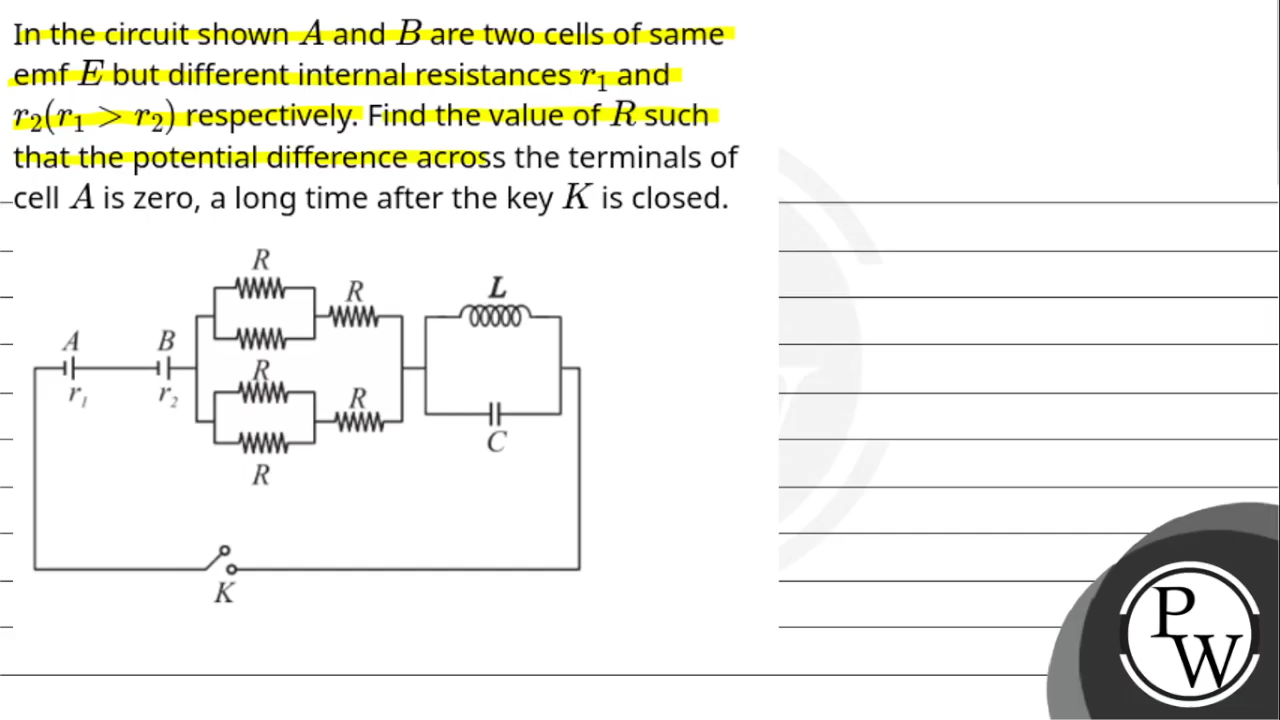 In the circuit shown A and B are two cells of same
emf E but different internal resistances r₁ and
r₂(r₁ > r₂) respectively. Find the value of R such
that the potential difference across the terminals of
cell A is zero, a long time after the key K is closed.
R
R
L
A
B
R
r₁
r₂
R
C
R
K
P
W